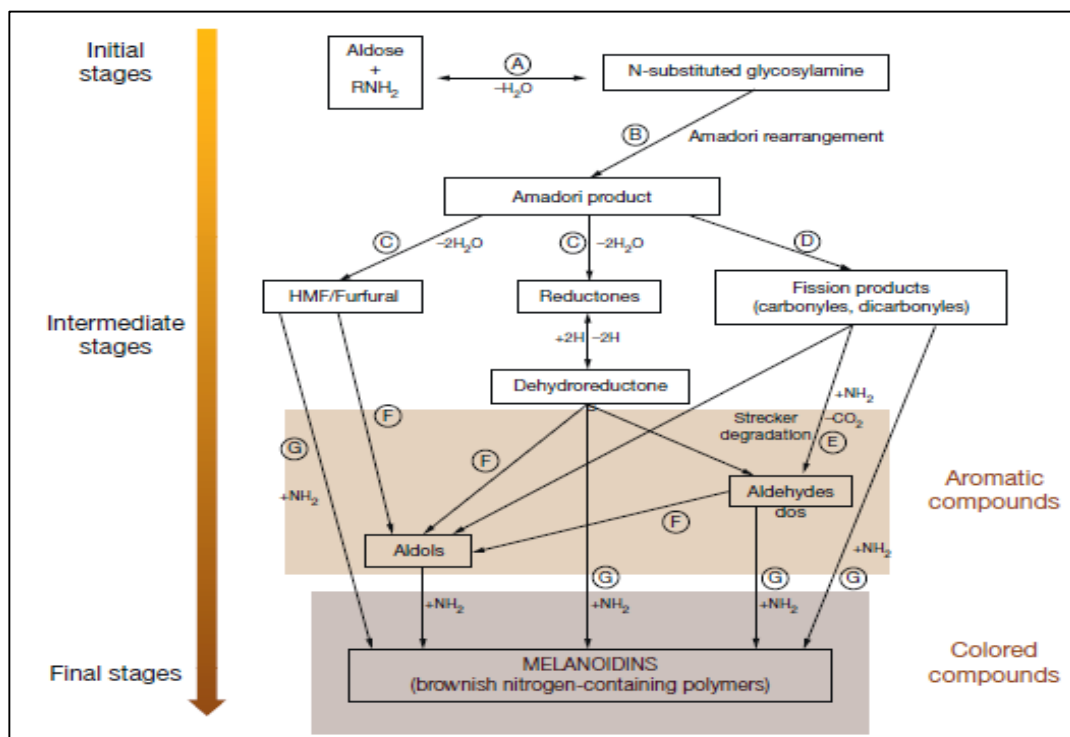 Initial
stages
Aldose
+
RNH2
A
–H2O
N-substituted glycosylamine
B
Amadori rearrangement
Amadori product
C
–2H2O
C
–2H2O
D
HMF/Furfural
Reductones
Fission products
(carbonyles, dicarbonyles)
Intermediate
stages
+2H –2H
Dehydroreductone
+NH2
F
Strecker
degradation
–CO2
E
G
F
+NH2
Aldehydes
dos
Aromatic
compounds
F
Aldols
+NH2
G
G
G
+NH2
+NH2
+NH2
Final stages
MELANOIDINS
(brownish nitrogen-containing polymers)
Colored
compounds